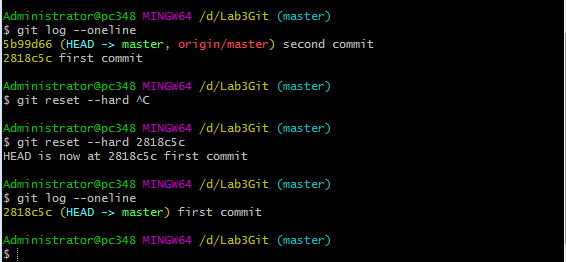 Administrator@pc348 MINGW64 /d/Lab3Git (master)
$ git log --oneline
5b99d66 (HEAD -> master, origin/master) second commit
2818c5c first commit
Administrator@pc348 MINGW64 /d/Lab3Git (master)
$ git reset --hard ^C
Administrator@pc348 MINGW64 /d/Lab3Git (master)
$ git reset --hard 2818c5c
HEAD is now at 2818c5c first commit
Administrator@pc348 MINGW64 /d/Lab3Git (master)
$ git log --oneline
2818c5c (HEAD -> master) first commit
Administrator@pc348 MINGW64 /d/Lab3Git (master)
$